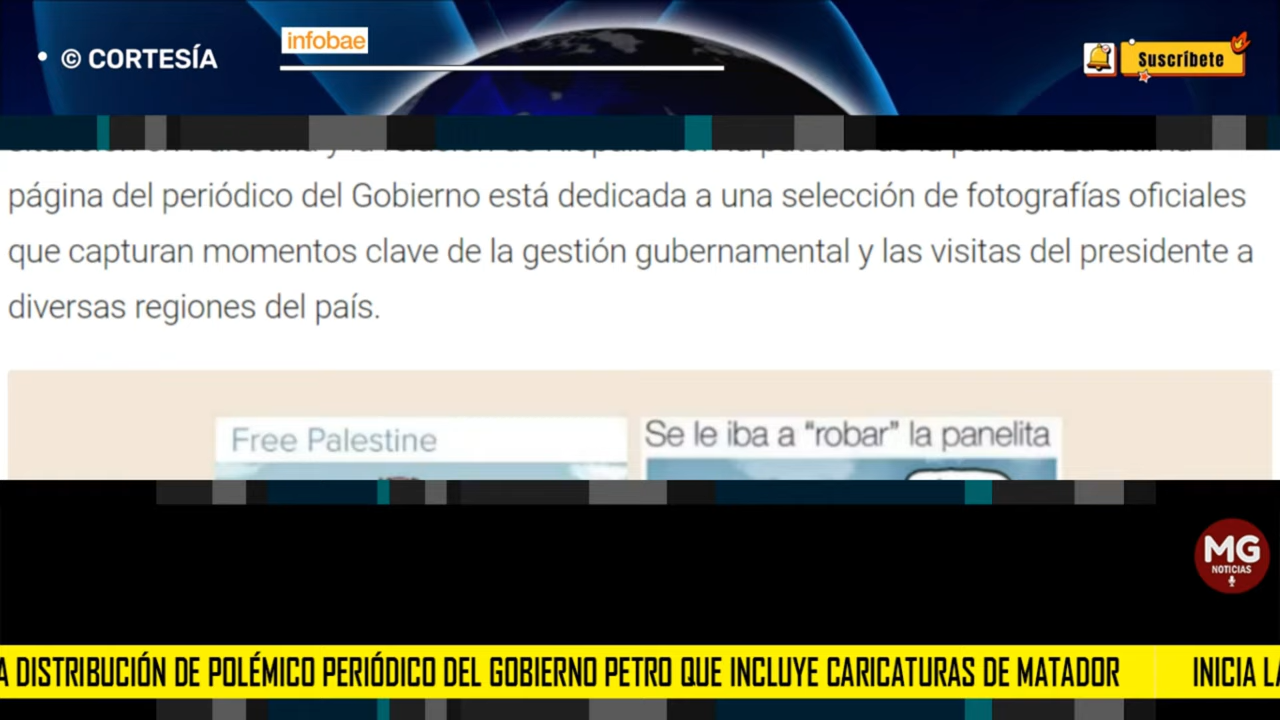 © CORTESÍA
infobae
Suscríbete
página del periódico del Gobierno está dedicada a una selección de fotografías oficiales
que capturan momentos clave de la gestión gubernamental y las visitas del presidente a
diversas regiones del país.
Free Palestine
Se le iba a “robar” la panelita
MG
NOTICIAS
A DISTRIBUCIÓN DE POLÉMICO PERIÓDICO DEL GOBIERNO PETRO QUE INCLUYE CARICATURAS DE MATADOR
INICIA LA